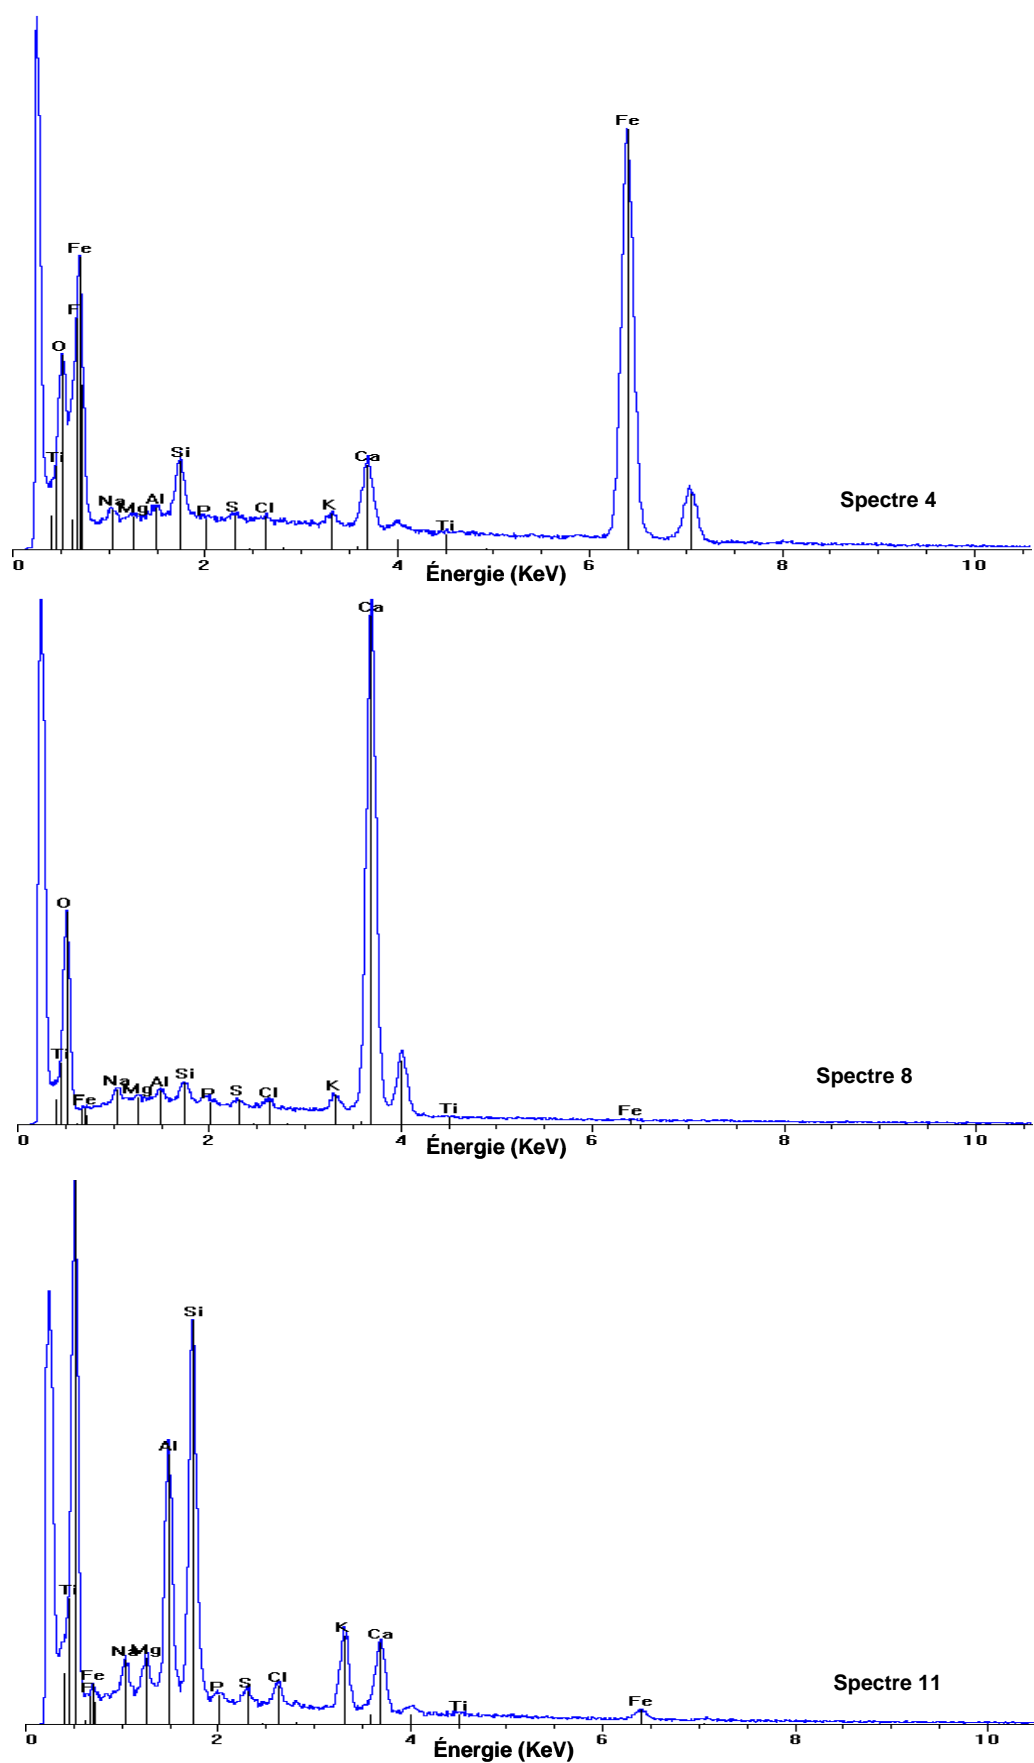 Fe
Fe
F
O
Ti
Si
Ca
Na Mg Al P S Cl K Ti
Spectre 4
0 2 4 6 8 10
Énergie (KeV)
Ca
O
Ti
Fe Na Mg Al Si P S Cl K Ti Fe
Spectre 8
0 2 4 6 8 10
Énergie (KeV)
Si
Al
Ti
Fe
F
Na Mg P S Cl K Ca Ti Fe
Spectre 11
0 2 4 6 8 10
Énergie (KeV)